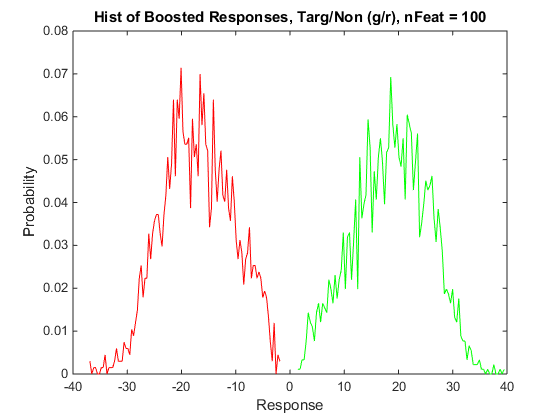 Hist of Boosted Responses, Targ/Non (g/r), nFeat = 100
0.08
0.07
0.06
0.05
0.04
0.03
0.02
0.01
0
Probability
-40 -30 -20 -10 0 10 20 30 40
Response